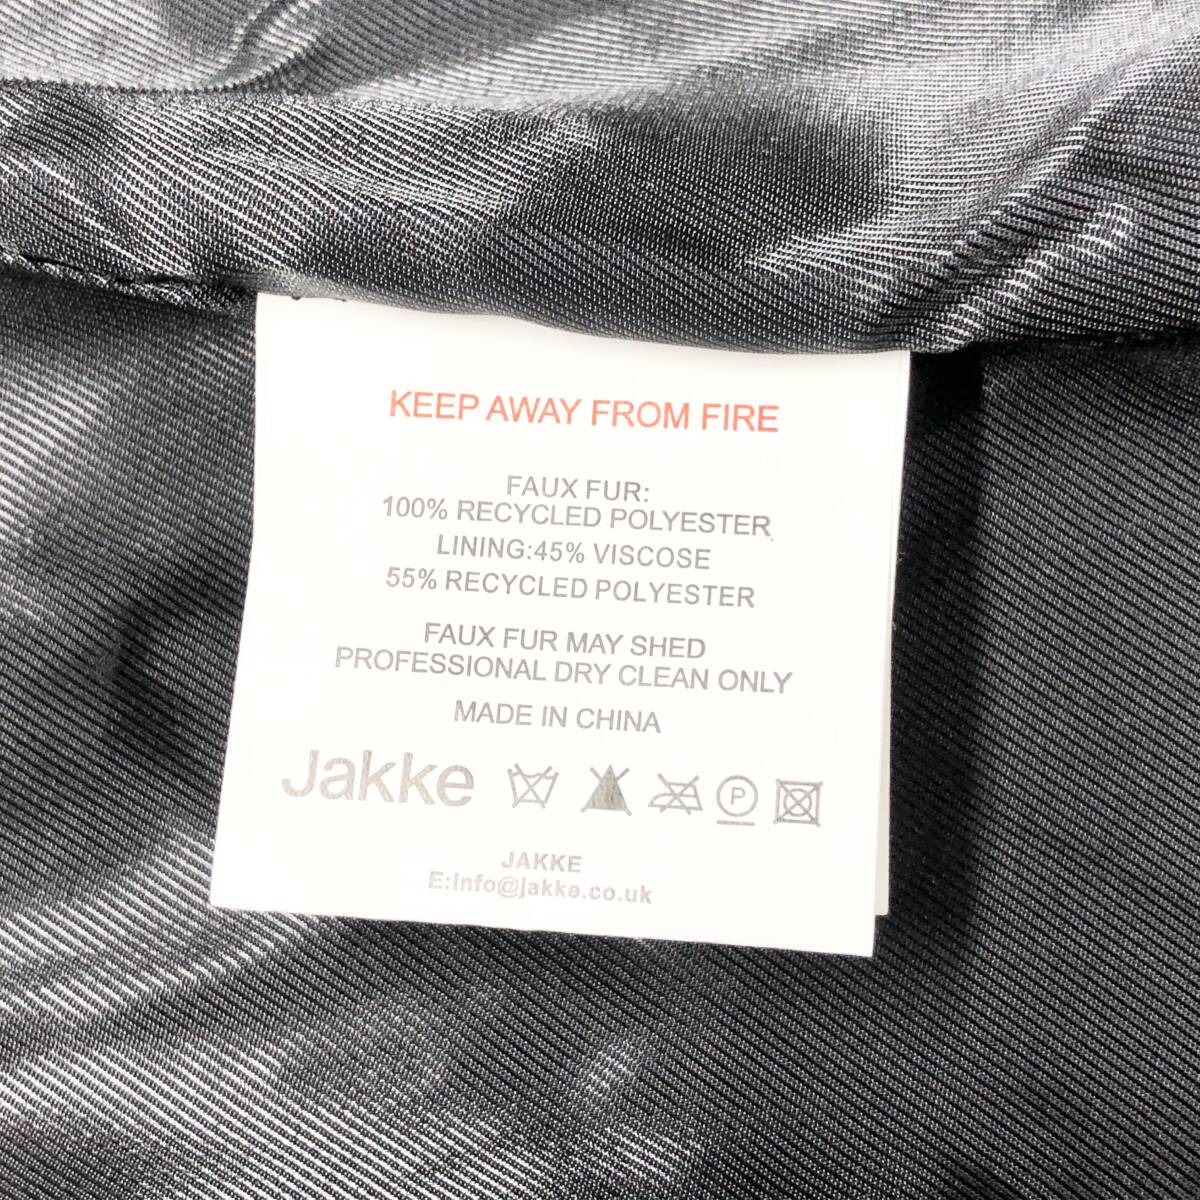 KEEP AWAY FROM FIRE
FAUX FUR:
100% RECYCLED POLYESTER
LINING:45% VISCOSE
55% RECYCLED POLYESTER
FAUX FUR MAY SHED
PROFESSIONAL DRY CLEAN ONLY
MADE IN CHINA
Jakke P
JAKKE
E:info@jakke.co.uk